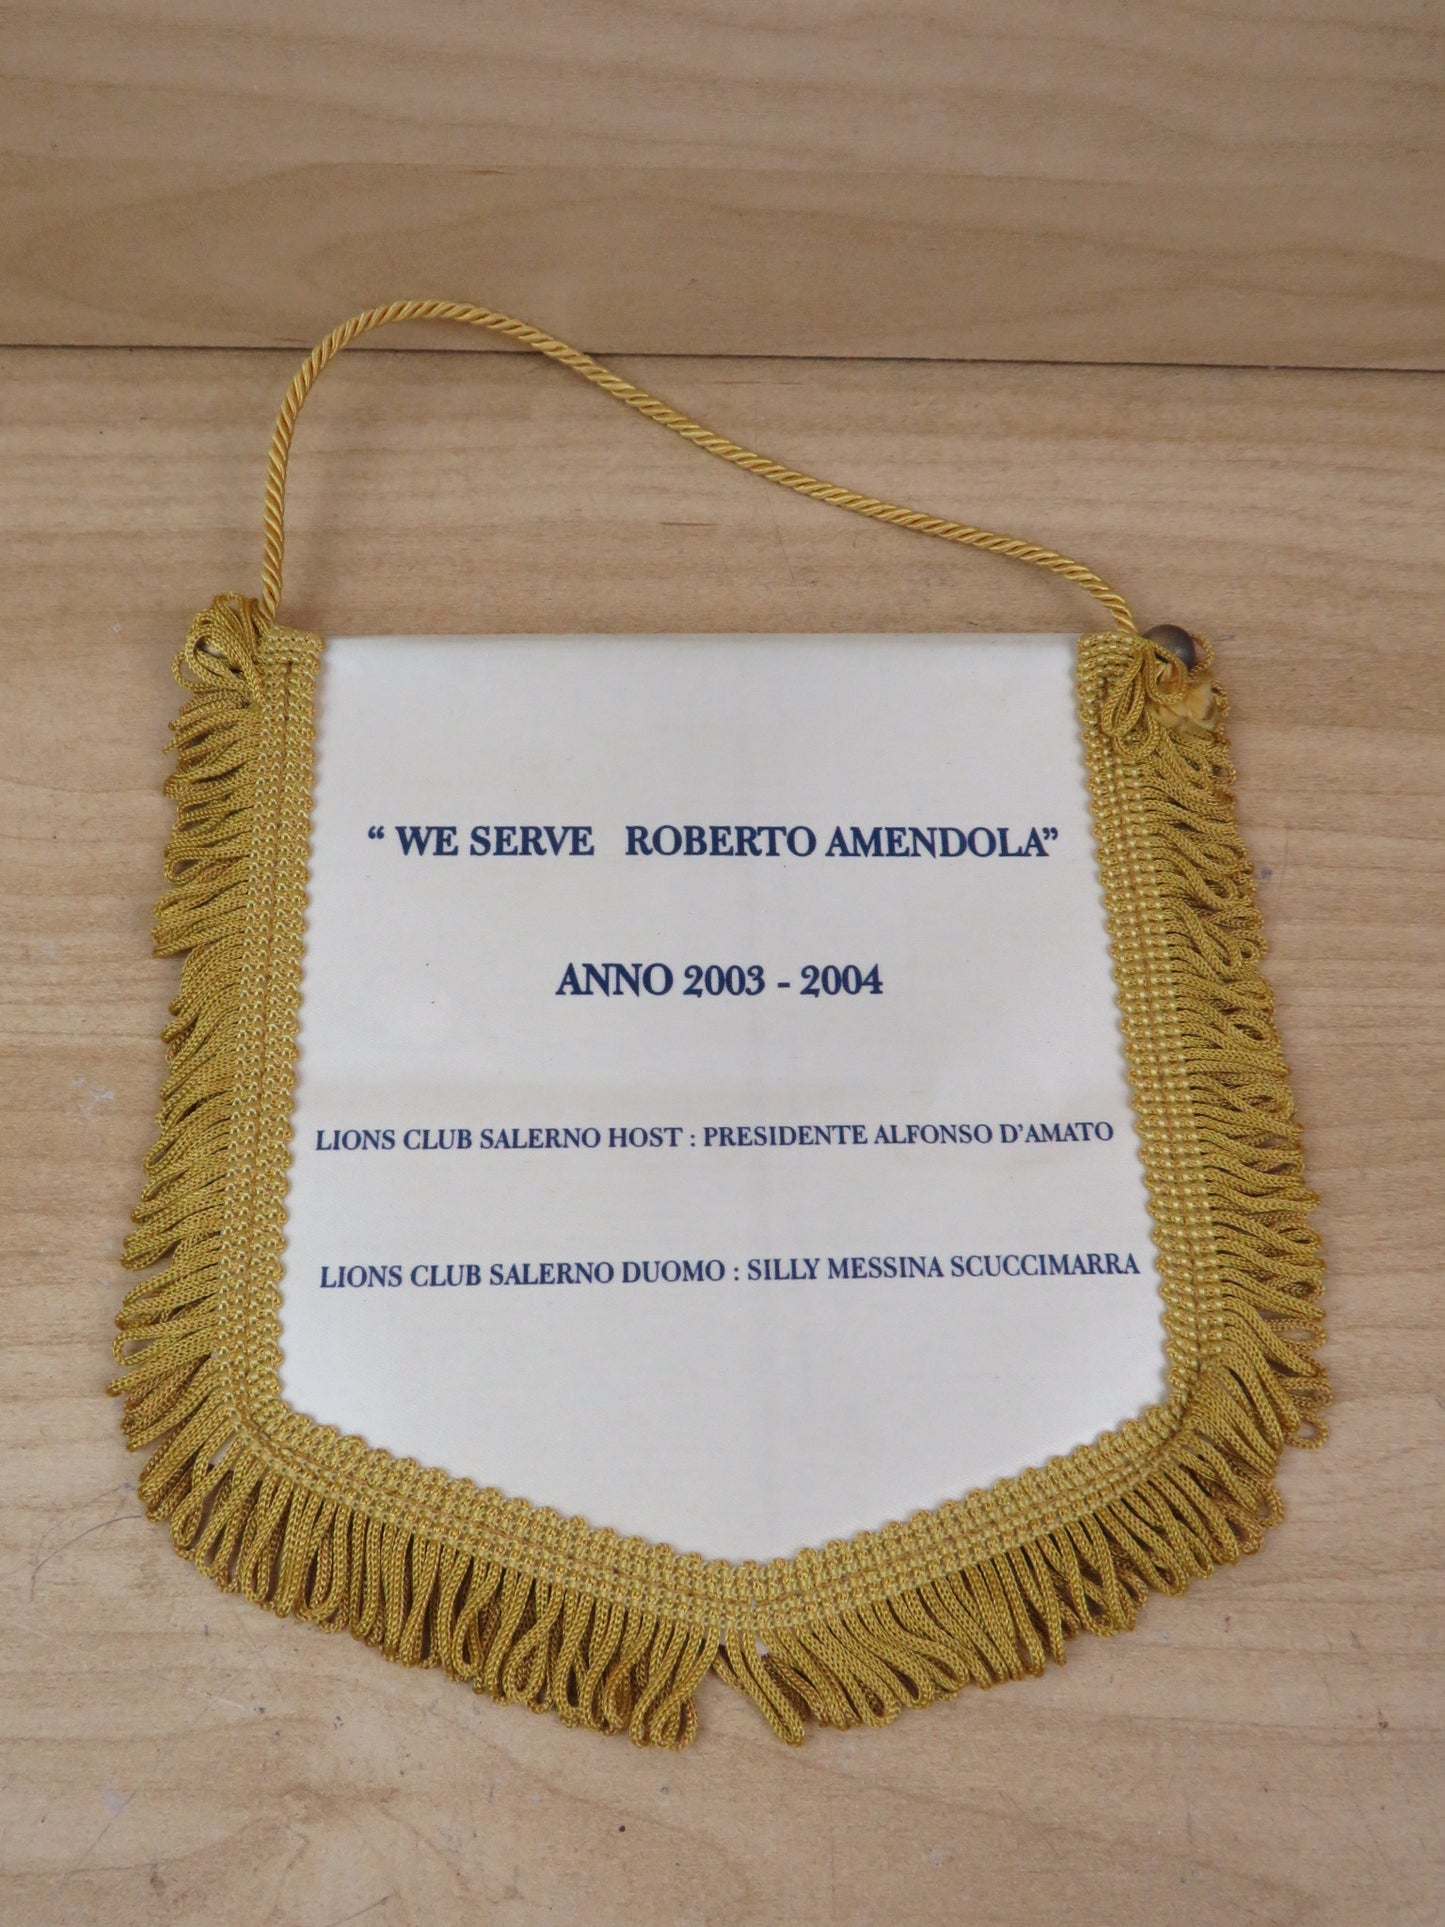 “ WE SERVE ROBERTO AMENDOLA”
ANNO 2003 - 2004
LIONS CLUB SALERNO HOST : PRESIDENTE ALFONSO D’AMATO
LIONS CLUB SALERNO DUOMO : SILLY MESSINA SCUCCIMARRA